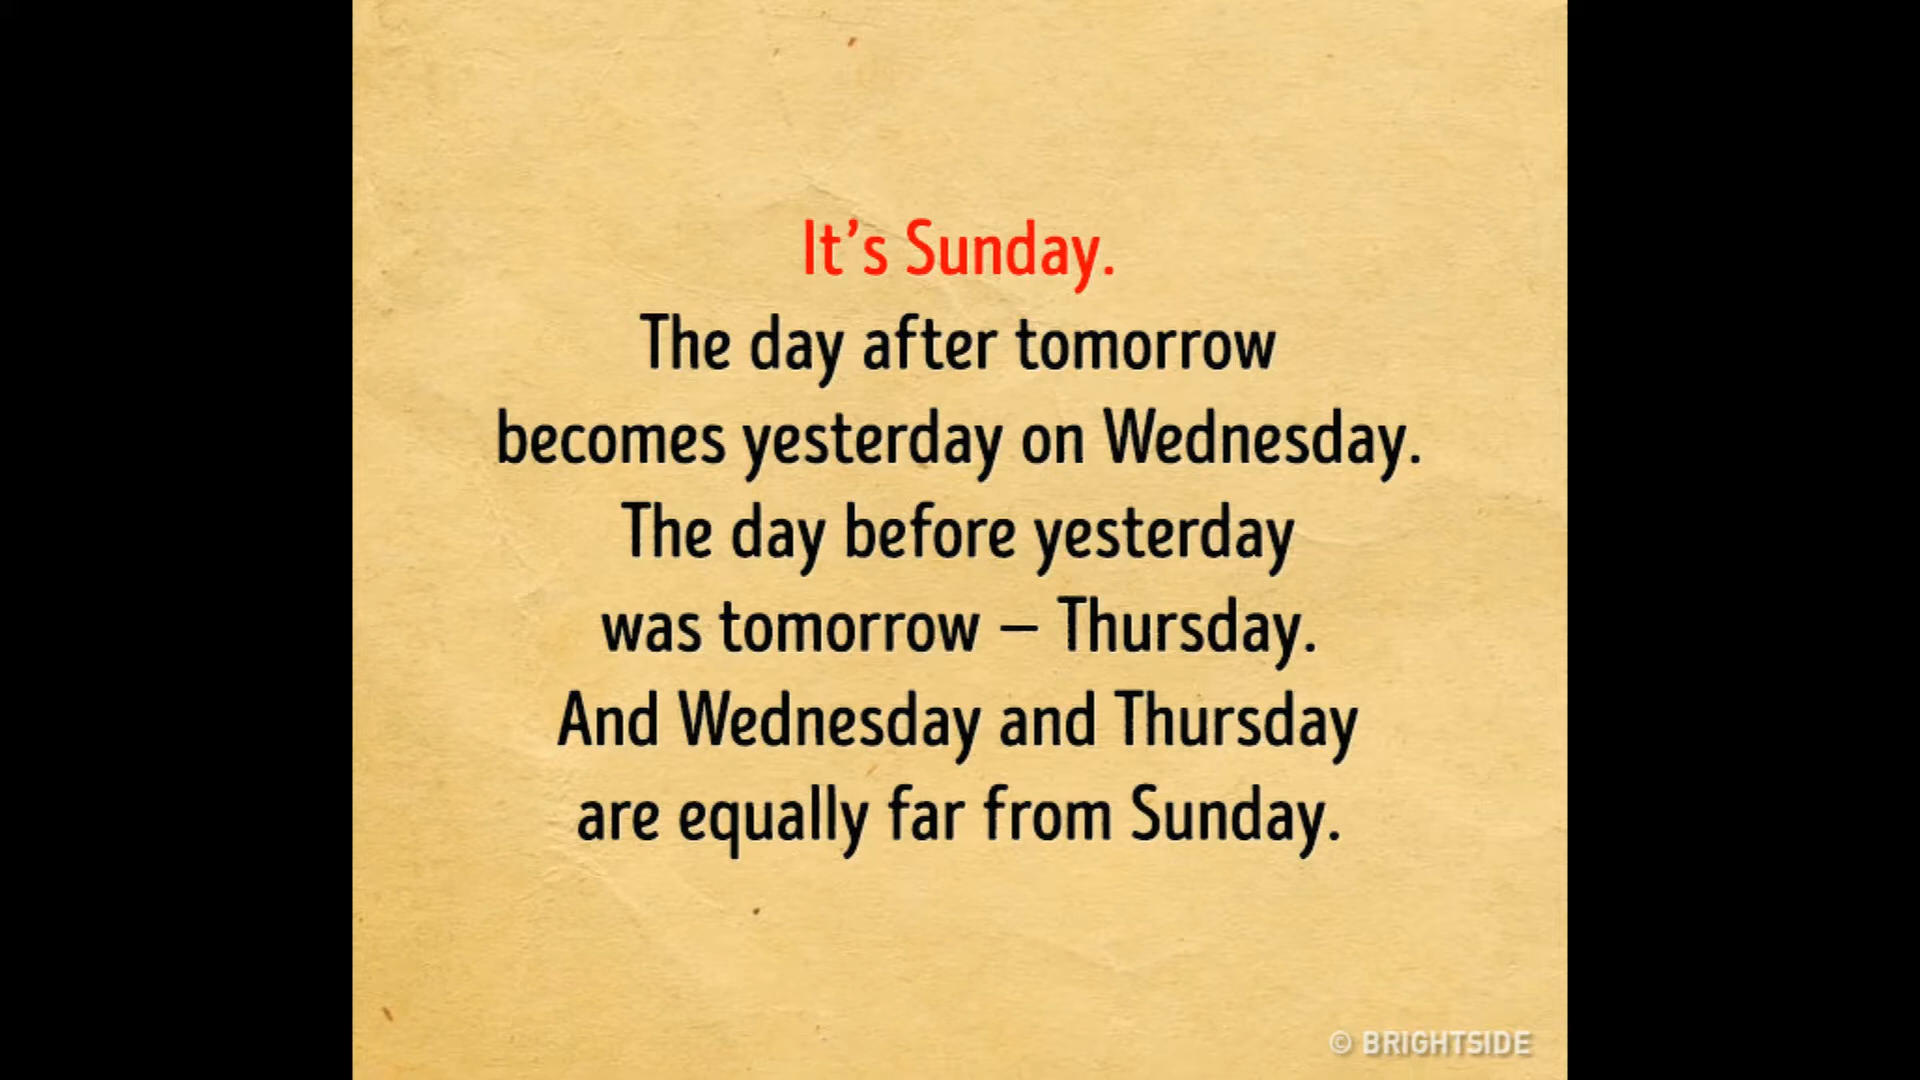 It’s Sunday.
The day after tomorrow
becomes yesterday on Wednesday.
The day before yesterday
was tomorrow – Thursday.
And Wednesday and Thursday
are equally far from Sunday.
© BRIGHTSIDE